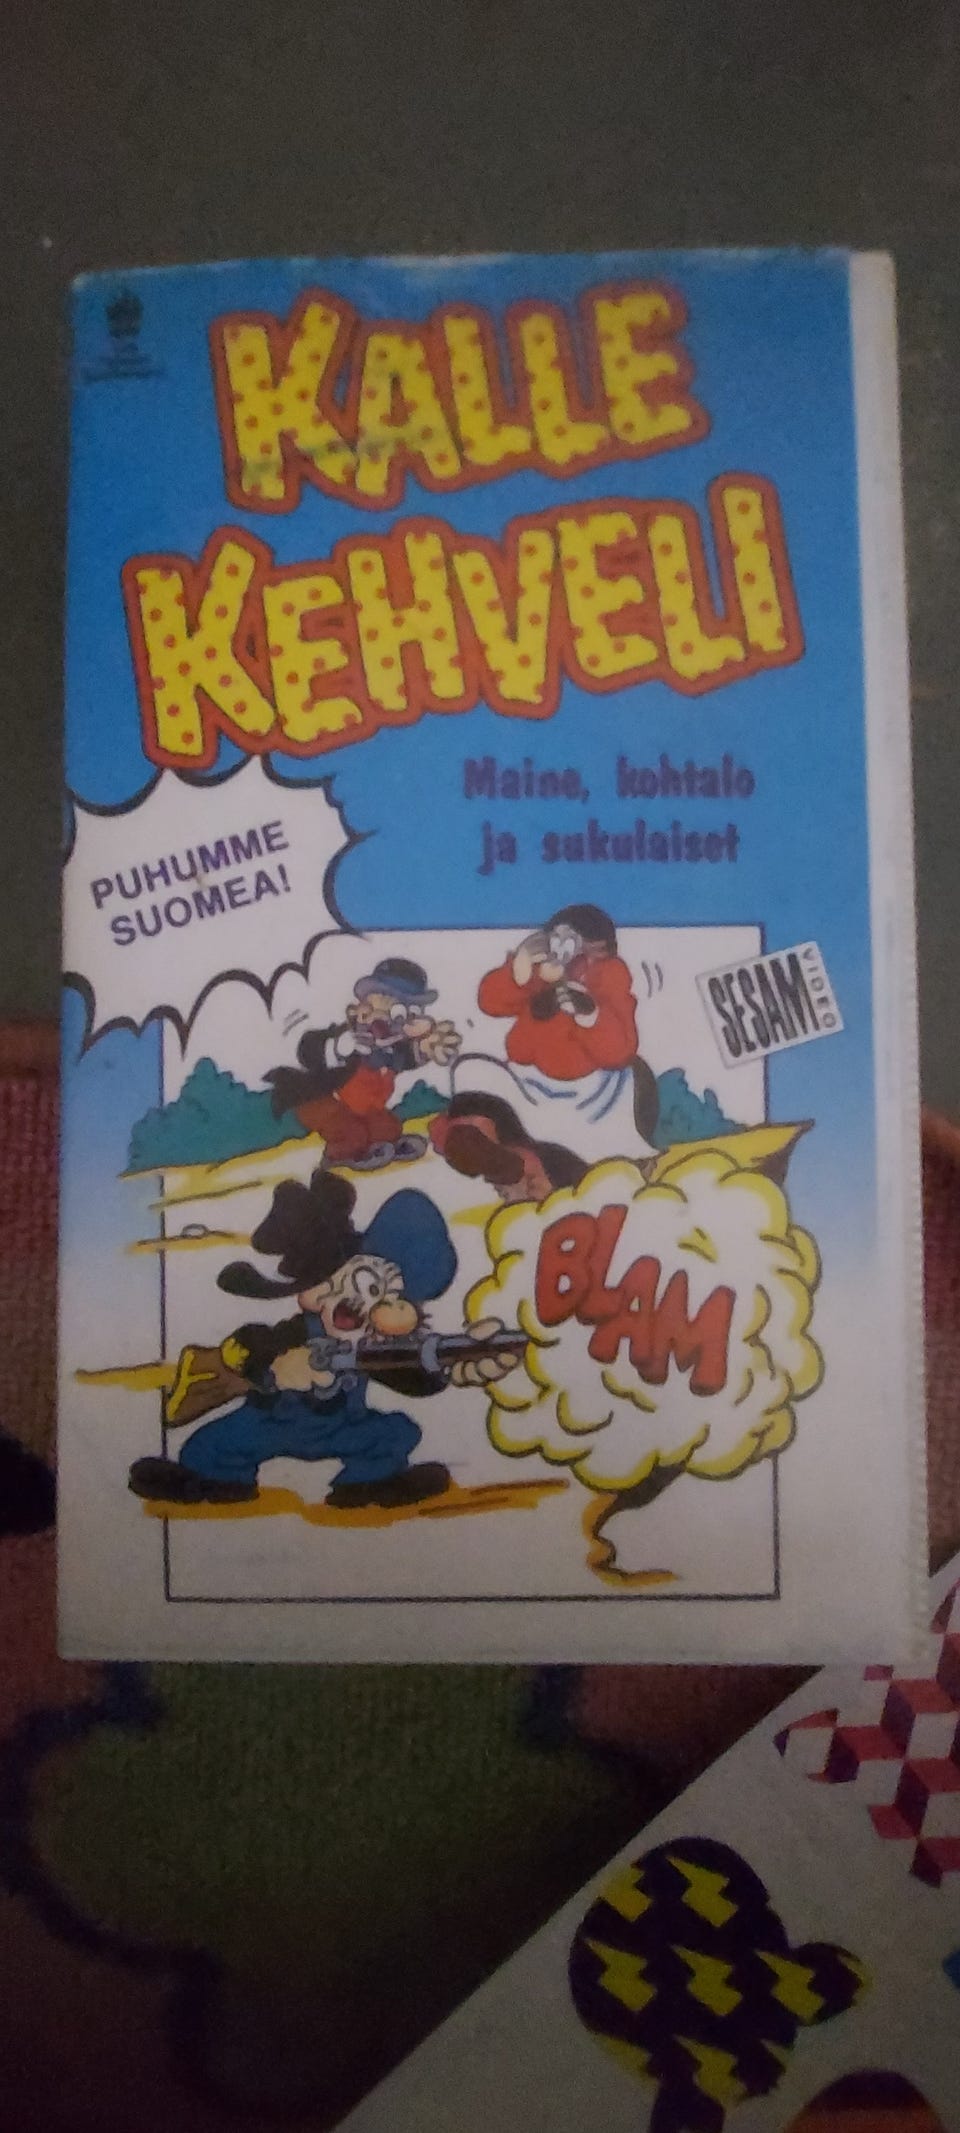 KALLE
KEHVELI
Maine, kohtalo
ja sukulaiset
PUHUMME
SUOMEA!
SESAM
VIDEO
BLAM